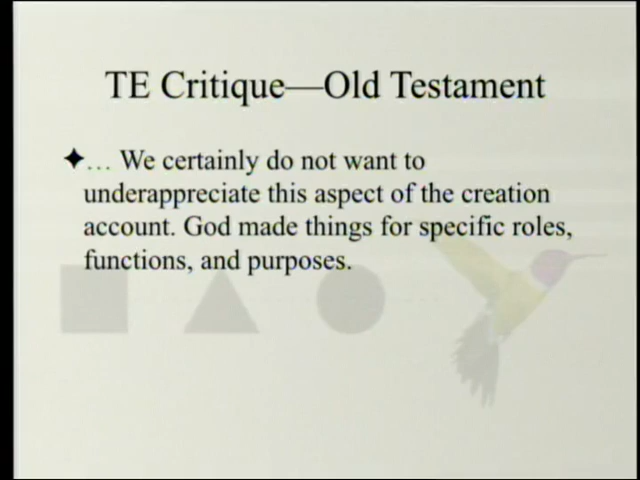 TE Critique—Old Testament
✦… We certainly do not want to
underappreciate this aspect of the creation
account. God made things for specific roles,
functions, and purposes.